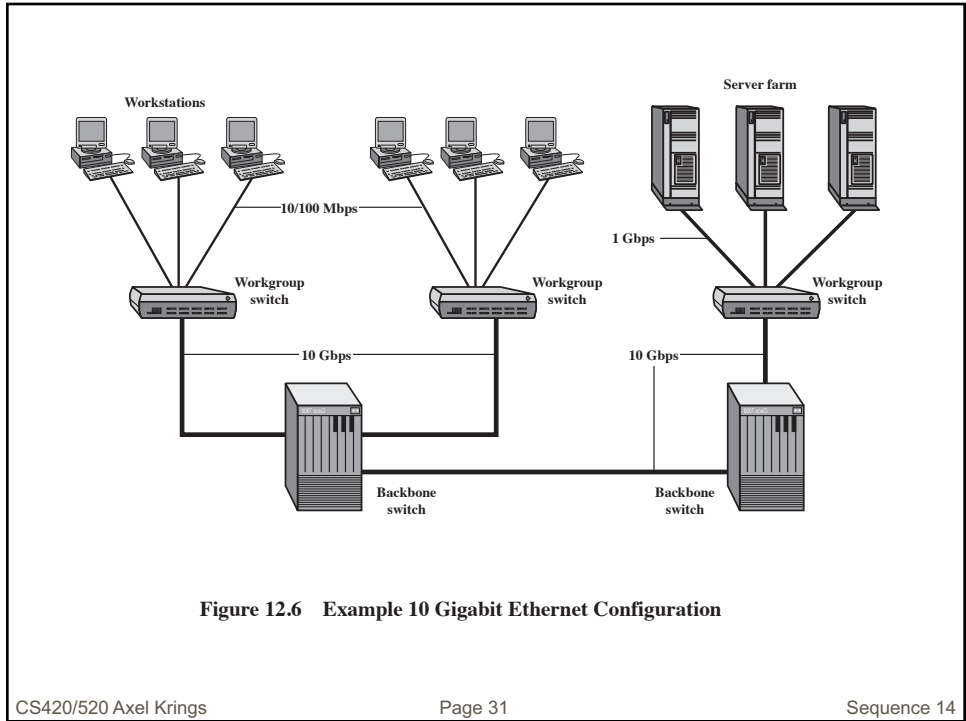 Server farm
Workstations
10/100 Mbps
1 Gbps
Workgroup
switch
Workgroup
switch
Workgroup
switch
10 Gbps
10 Gbps
Backbone
switch
Backbone
switch
Figure 12.6 Example 10 Gigabit Ethernet Configuration
CS420/520 Axel Krings
Page 31
Sequence 14